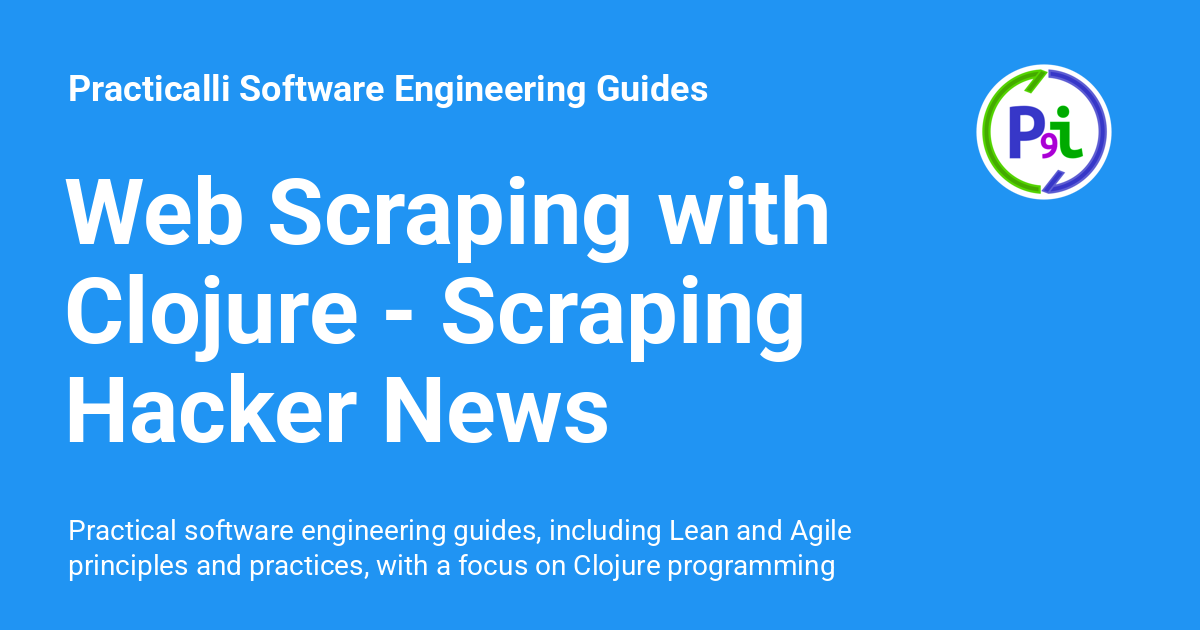 Practicalli Software Engineering Guides
P9i
Web Scraping with
Clojure - Scraping
Hacker News
Practical software engineering guides, including Lean and Agile
principles and practices, with a focus on Clojure programming